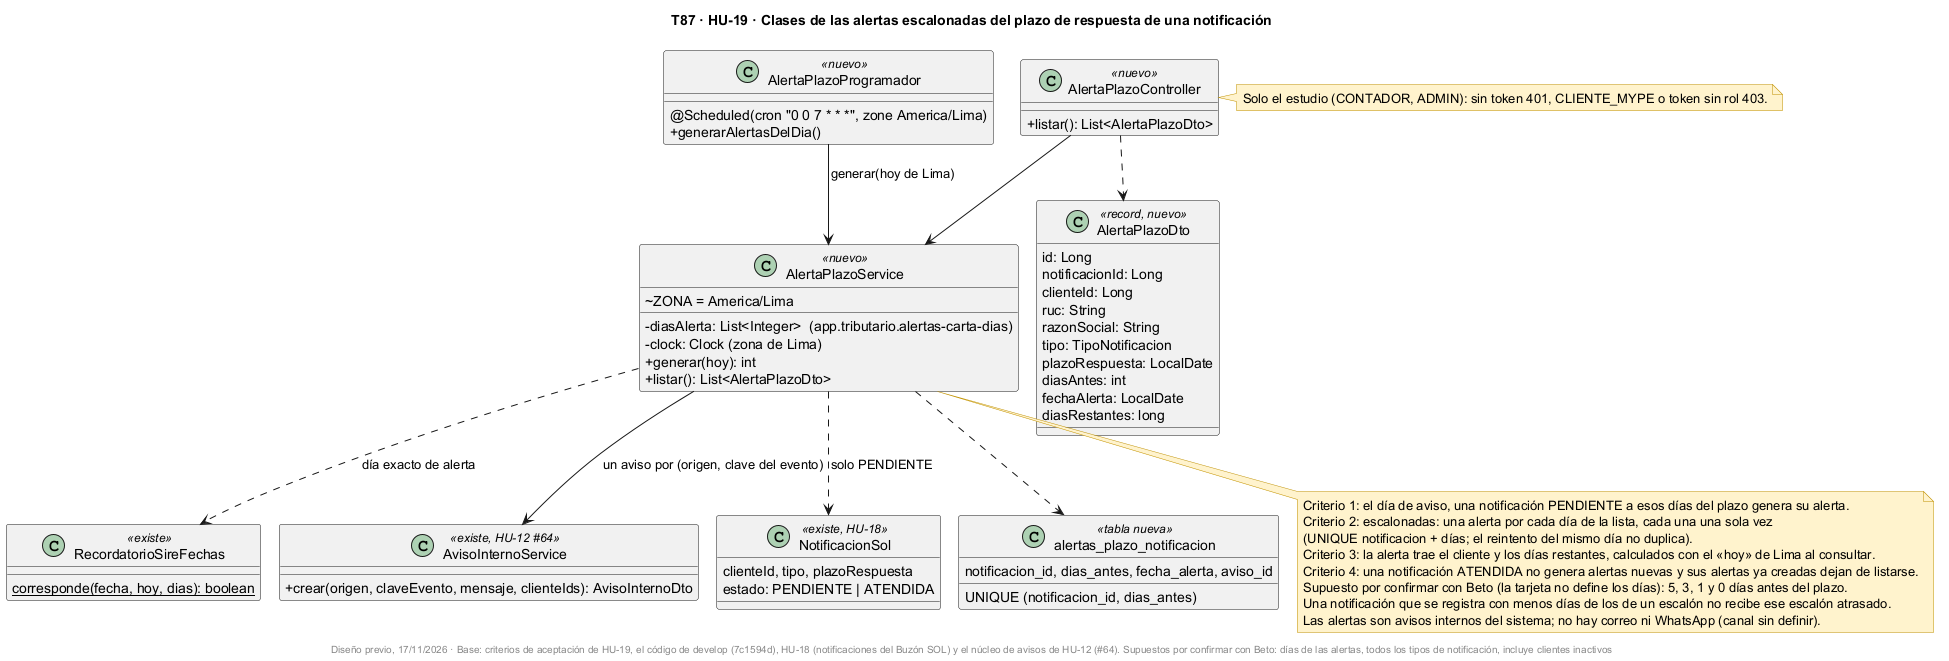 T87 · HU-19 · Clases de las alertas escalonadas del plazo de respuesta de una notificación
«nuevo»
C AlertaPlazoProgramador
@Scheduled(cron "0 0 7 * * *", zone America/Lima)
+generarAlertasDelDia()
«nuevo»
C AlertaPlazoController
+listar(): List<AlertaPlazoDto>
Solo el estudio (CONTADOR, ADMIN): sin token 401, CLIENTE_MYPE o token sin rol 403.
generar(hoy de Lima)
«record, nuevo»
C AlertaPlazoDto
id: Long
notificacionId: Long
clienteId: Long
ruc: String
razonSocial: String
tipo: TipoNotificacion
plazoRespuesta: LocalDate
diasAntes: int
fechaAlerta: LocalDate
diasRestantes: long
«nuevo»
C AlertaPlazoService
~ZONA = America/Lima
-diasAlerta: List<Integer>  (app.tributario.alertas-carta-dias)
-clock: Clock (zona de Lima)
+generar(hoy): int
+listar(): List<AlertaPlazoDto>
día exacto de alerta
un aviso por (origen, clave del evento)
solo PENDIENTE
«existe»
C RecordatorioSireFechas
corresponde(fecha, hoy, dias): boolean
«existe, HU-12 #64»
C AvisoInternoService
+crear(origen, claveEvento, mensaje, clienteIds): AvisoInternoDto
«existe, HU-18»
C NotificacionSol
clienteId, tipo, plazoRespuesta
estado: PENDIENTE | ATENDIDA
«tabla nueva»
C alertas_plazo_notificacion
notificacion_id, dias_antes, fecha_alerta, aviso_id
UNIQUE (notificacion_id, dias_antes)
Criterio 1: el día de aviso, una notificación PENDIENTE a esos días del plazo genera su alerta.
Criterio 2: escalonadas: una alerta por cada día de la lista, cada una una sola vez
(UNIQUE notificacion + días; el reintento del mismo día no duplica).
Criterio 3: la alerta trae el cliente y los días restantes, calculados con el «hoy» de Lima al consultar.
Criterio 4: una notificación ATENDIDA no genera alertas nuevas y sus alertas ya creadas dejan de listarse.
Supuesto por confirmar con Beto (la tarjeta no define los días): 5, 3, 1 y 0 días antes del plazo.
Una notificación que se registra con menos días de los de un escalón no recibe ese escalón atrasado.
Las alertas son avisos internos del sistema; no hay correo ni WhatsApp (canal sin definir).
Diseño previo, 17/11/2026 · Base: criterios de aceptación de HU-19, el código de develop (7c1594d), HU-18 (notificaciones del Buzón SOL) y el núcleo de avisos de HU-12 (#64). Supuestos por confirmar con Beto: días de las alertas, todos los tipos de notificación, incluye clientes inactivos